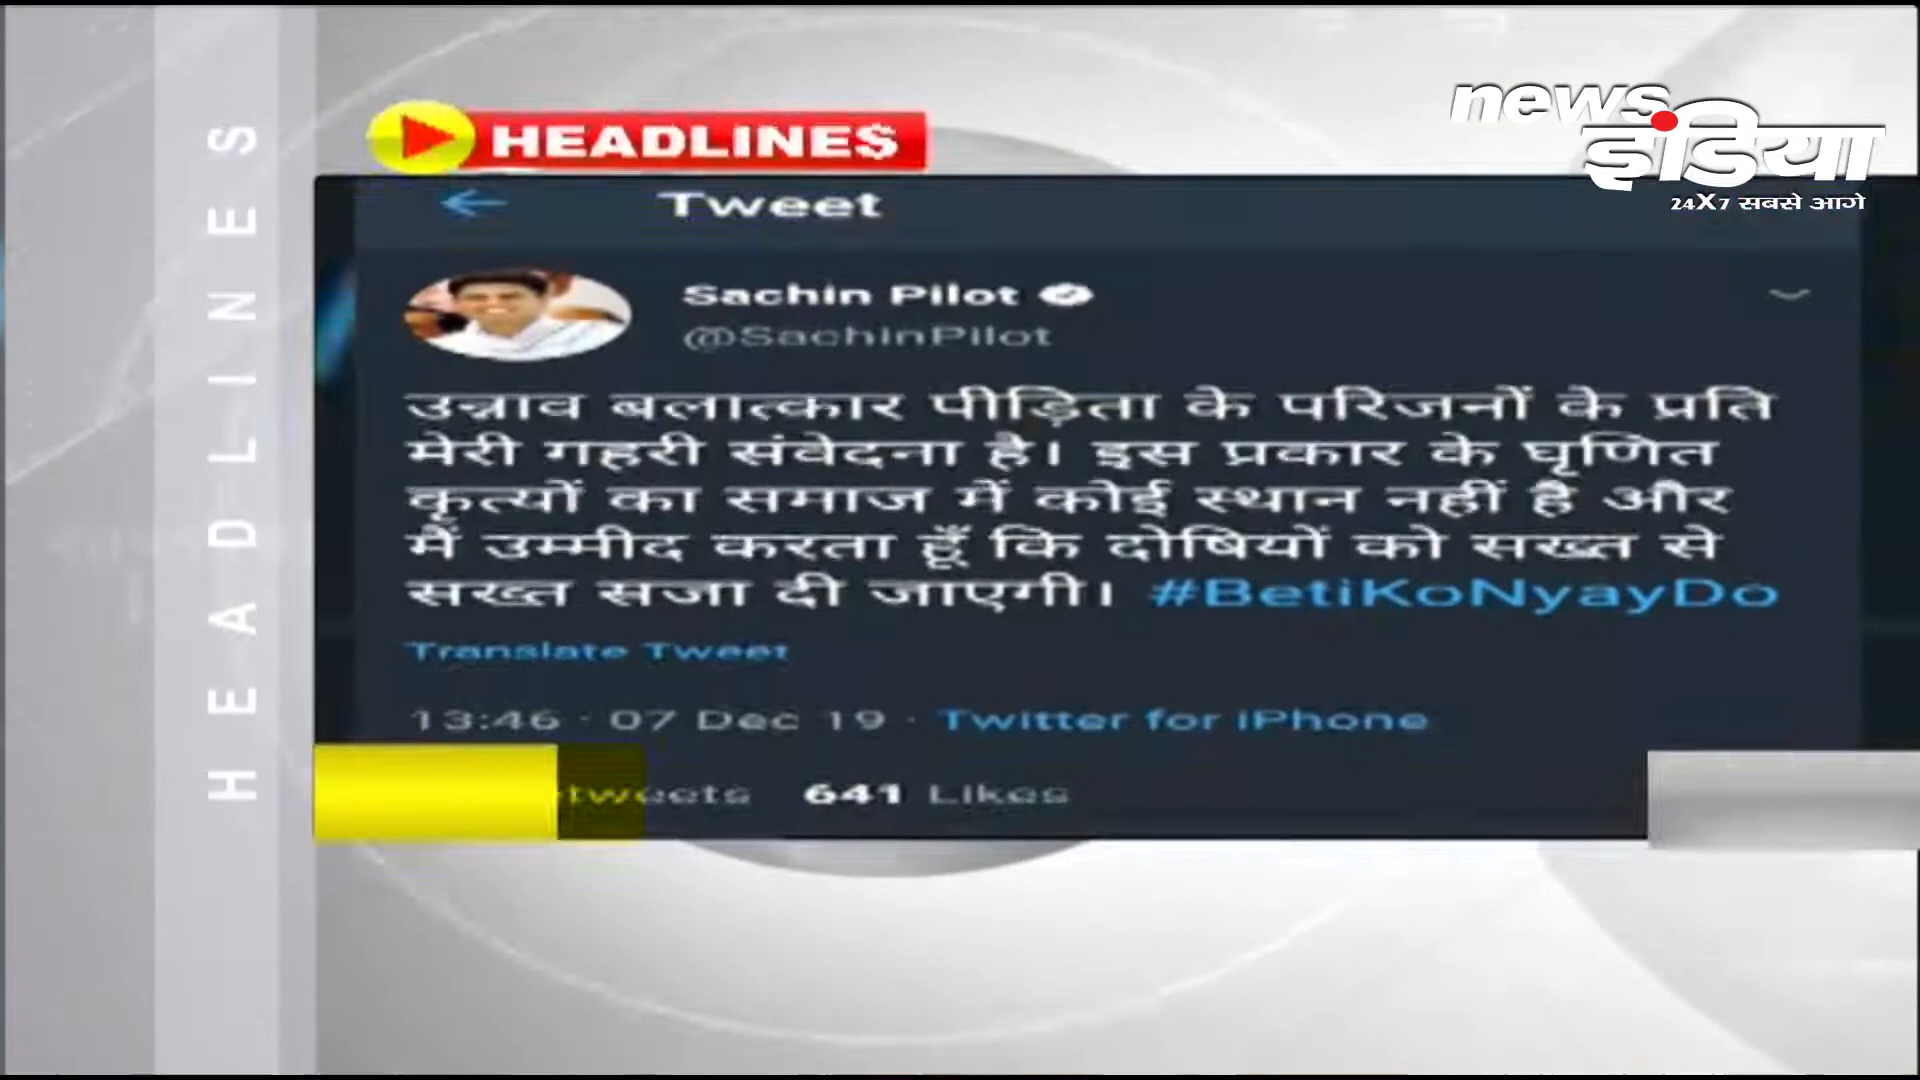 HEADLINES
HEADLINES
news
इंडिया
24X7 सबसे आगे
Tweet
Sachin Pilot
@SachinPilot
उन्नाव बलात्कार पीड़िता के परिजनों के प्रति
मेरी गहरी संवेदना है। इस प्रकार के घृणित
कृत्यों का समाज में कोई स्थान नहीं है और
मैं उम्मीद करता हूँ कि दोषियों को सख्त से
सख्त सजा दी जाएगी। #BetiKoNyayDo
Translate Tweet
13:46 · 07 Dec 19 · Twitter for iPhone
641 Likes